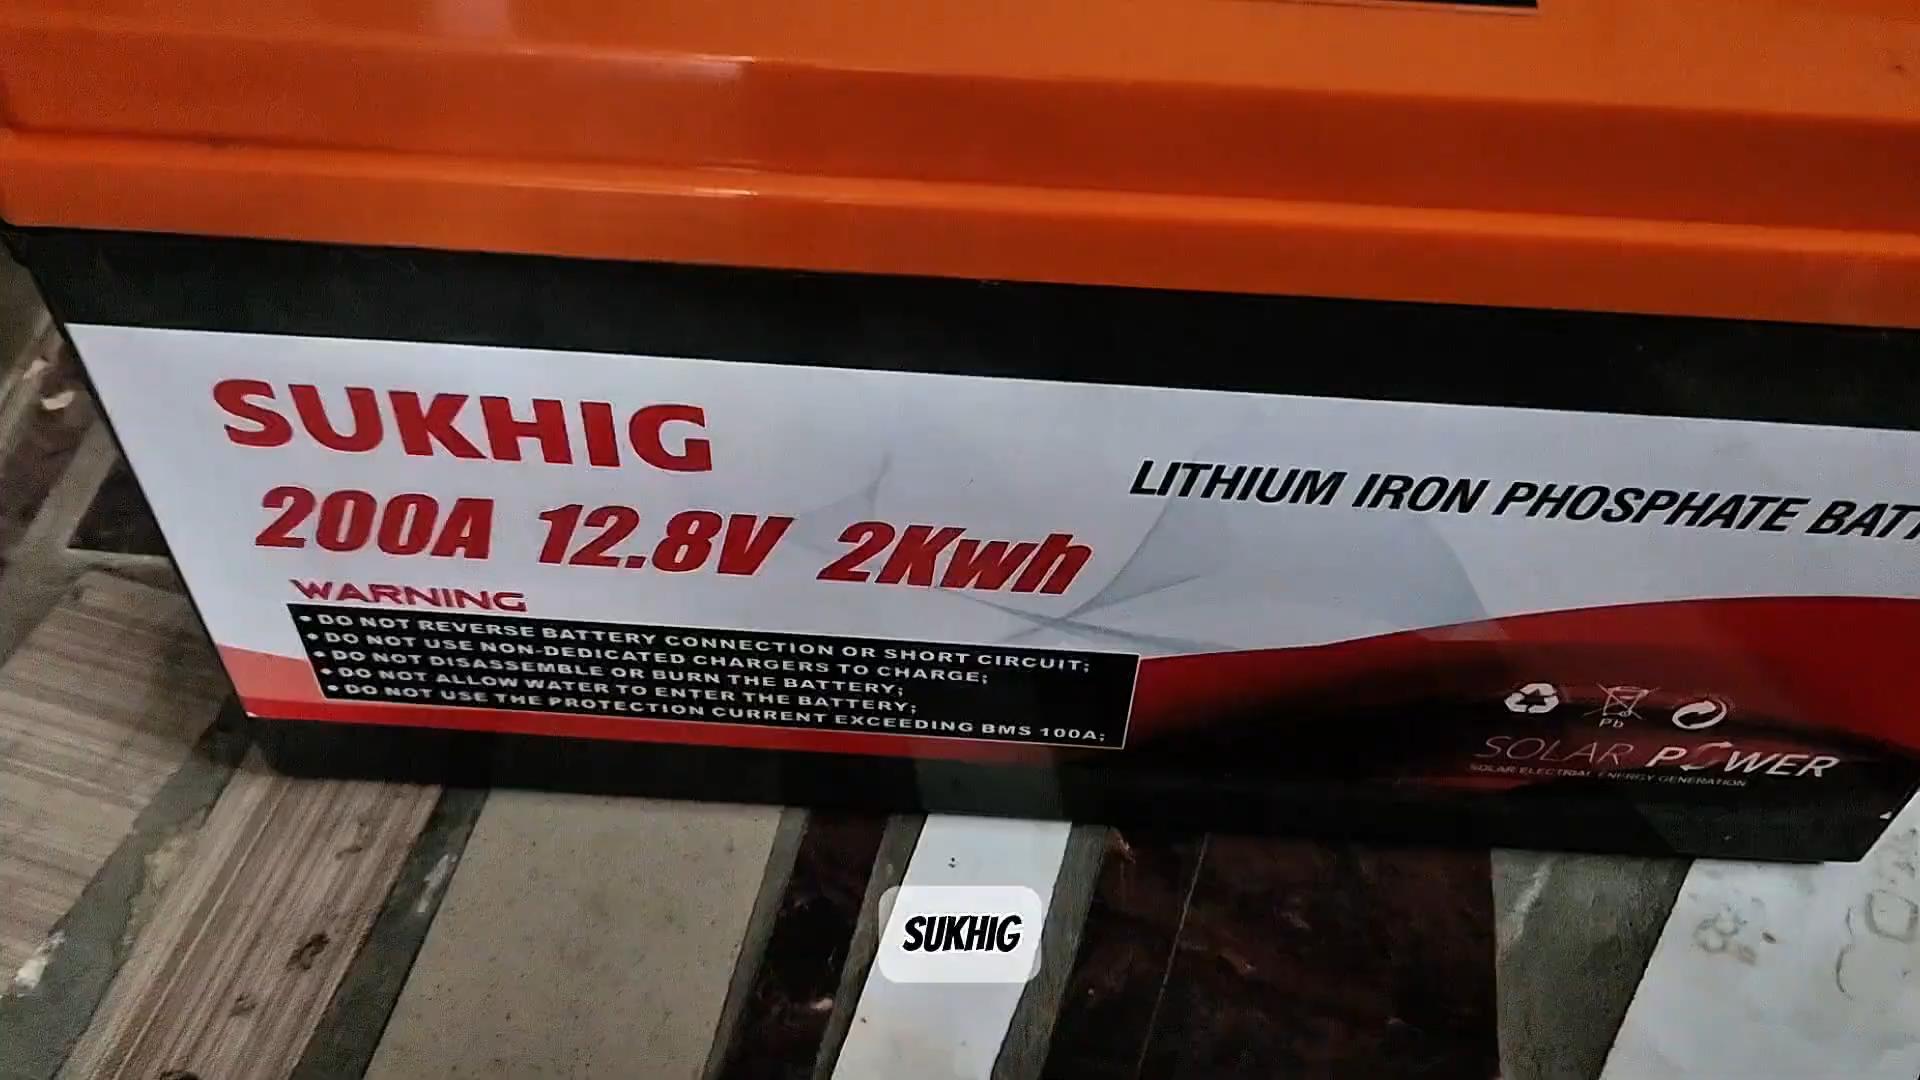 SUKHIG
200A 12.8V 2Kwh
LITHIUM IRON PHOSPHATE BATT
WARNING
• DO NOT REVERSE BATTERY CONNECTION OR SHORT CIRCUIT;
• DO NOT USE NON-DEDICATED CHARGERS TO CHARGE;
• DO NOT DISASSEMBLE OR BURN THE BATTERY;
• DO NOT ALLOW WATER TO ENTER THE BATTERY;
• DO NOT USE THE PROTECTION CURRENT EXCEEDING BMS 100A;
Pb
SOLAR POWER
SOLAR ELECTRIAL ENERGY GENERATION
SUKHIG